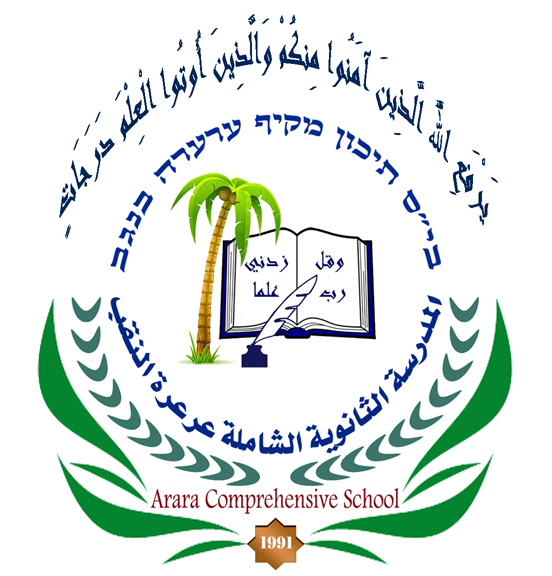 يَرْفَعِ اللَّهُ الَّذِينَ آمَنُوا مِنكُمْ وَالَّذِينَ أُوتُوا الْعِلْمَ دَرَجَاتٍ
בי״ס תיכון מקיף ערערה בנגב
وقل
رب
زدني
علما
المدرسة الثانوية الشاملة عرعرة النقب
Arara Comprehensive School
1991